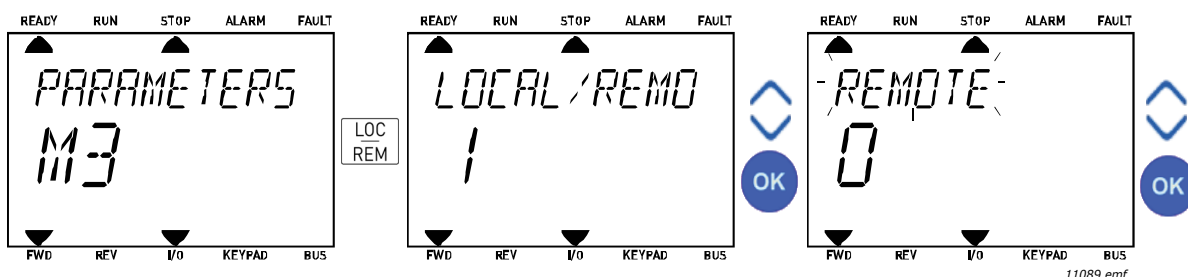 READY RUN STOP ALARM FAULT
PARAMETERS
M3
FWD REV I/O KEYPAD BUS
LOC
REM
READY RUN STOP ALARM FAULT
LOCAL/REMO
1
FWD REV I/O KEYPAD BUS
OK
READY RUN STOP ALARM FAULT
REMOTE
0
FWD REV I/O KEYPAD BUS
OK
11089.emf